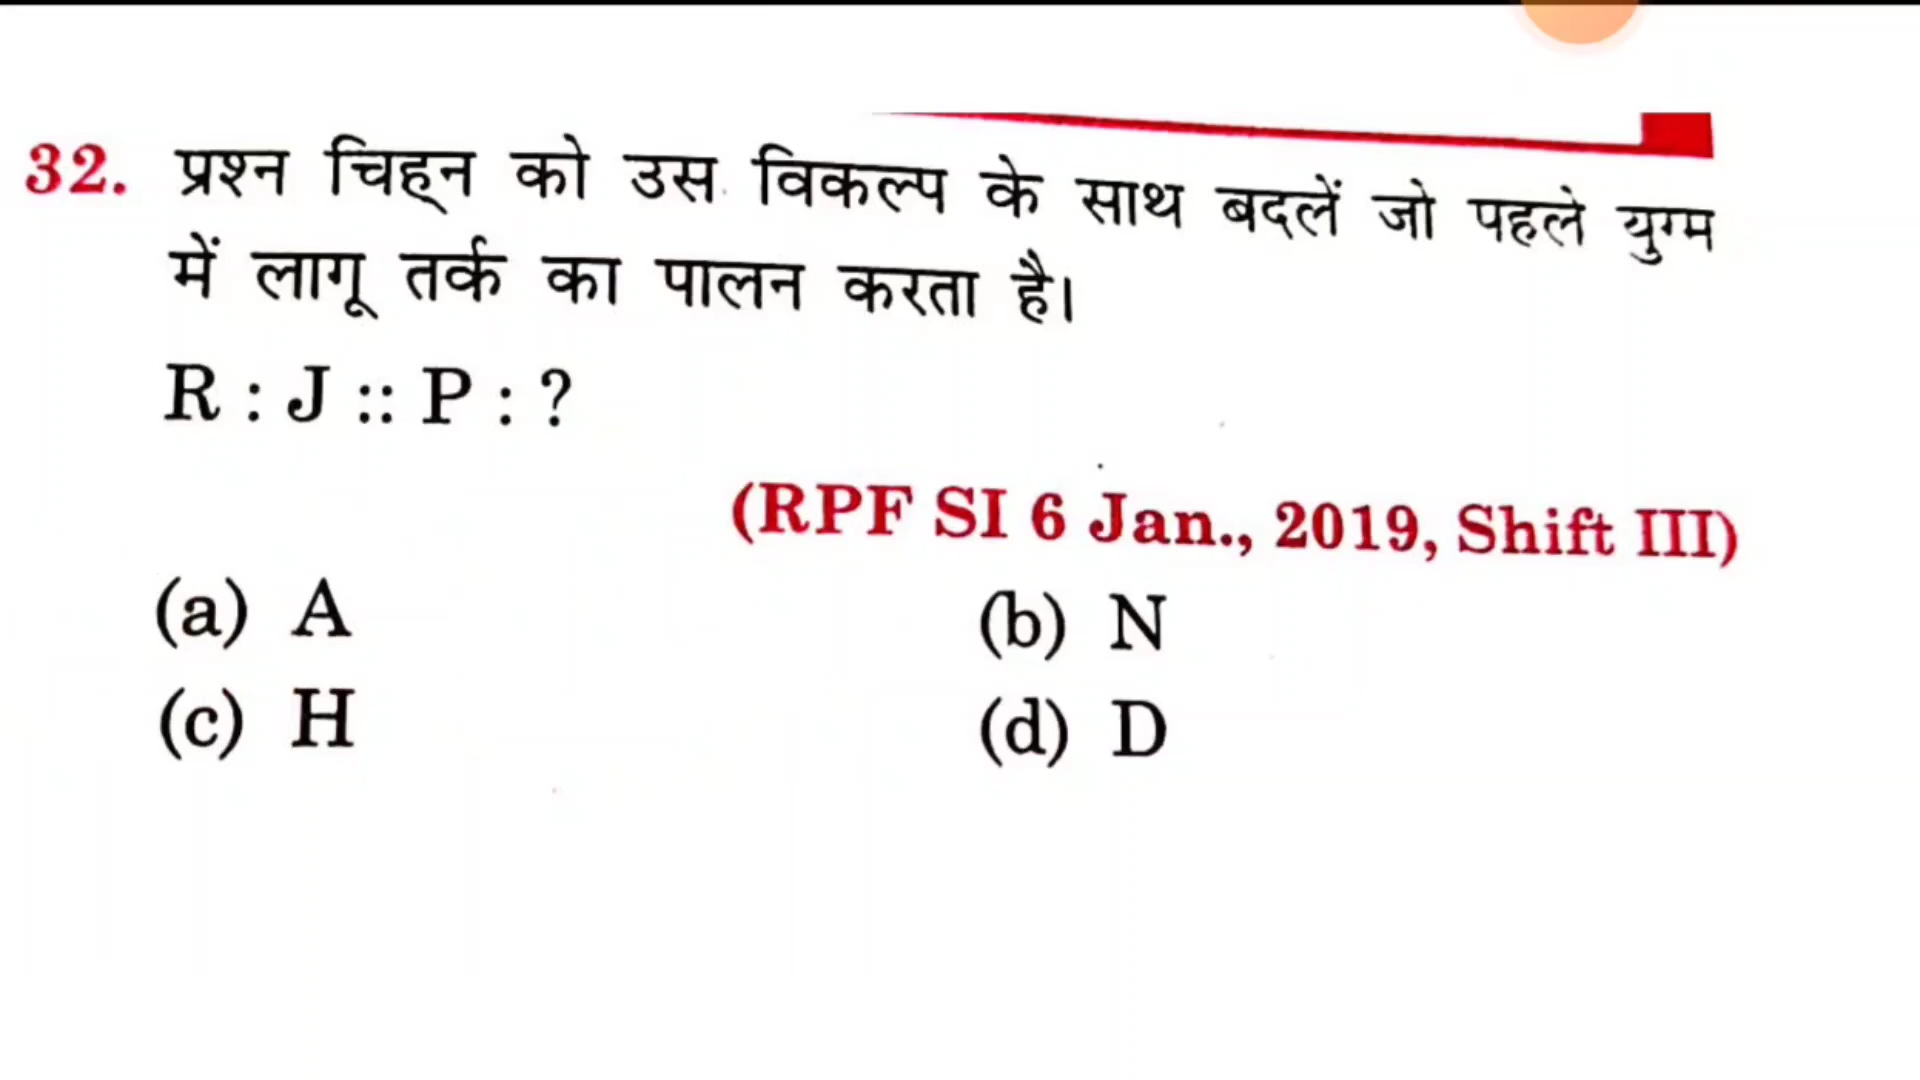 32. प्रश्न चिह्न को उस विकल्प के साथ बदलें जो पहले युग्म
में लागू तर्क का पालन करता है।
R : J :: P : ?
(RPF SI 6 Jan., 2019, Shift III)
(a) A (b) N
(c) H (d) D